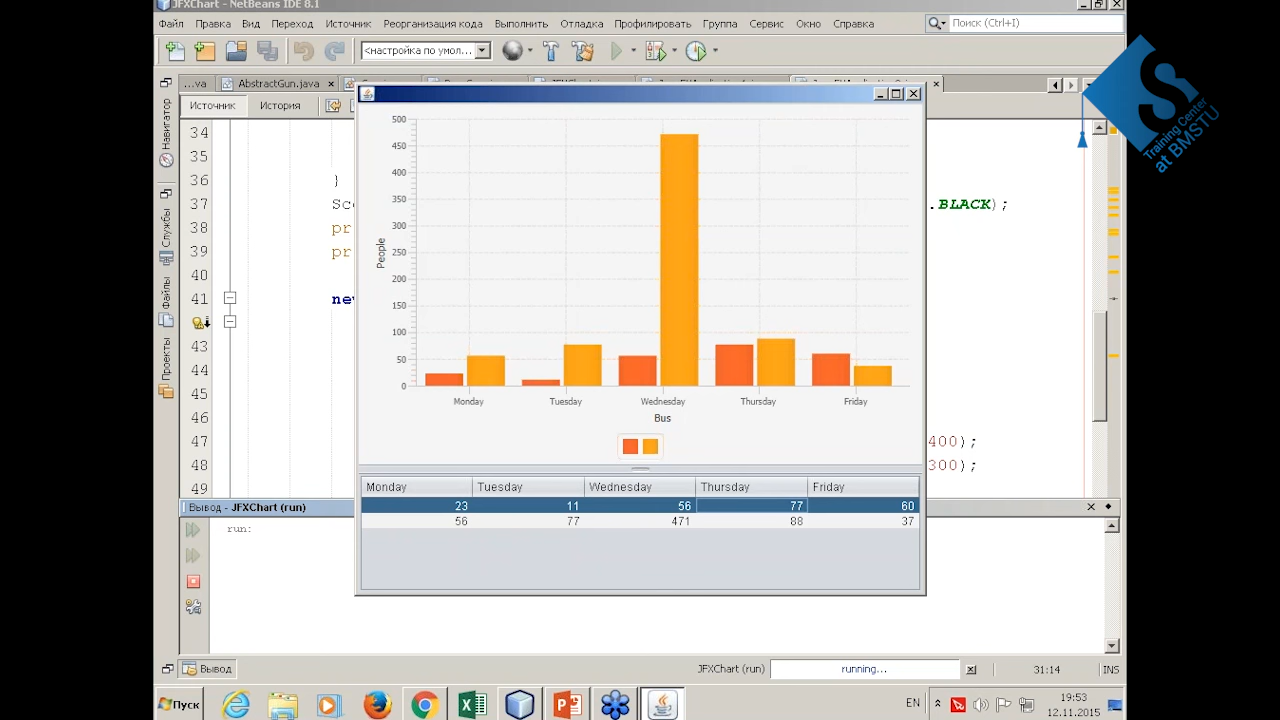 JFXChart - NetBeans IDE 8.1
Файл Правка Вид Переход Источник Реорганизация кода Выполнить Отладка Профилировать Группа Сервис Окно Справка
Поиск (Ctrl+I)
<настройка по умол...
...va AbstractGun.java
Источник История
Training Center
at BMSTU
Навигатор
Службы
Файлы
Проекты
34
35
36 }
37 Sce .BLACK);
38 pr
39 pr
40
41 new
43
44
45
46
47 400);
48 300);
49
500
450
400
350
300
250
200
150
100
50
0
People
Monday Tuesday Wednesday Thursday Friday
Bus
Monday Tuesday Wednesday Thursday Friday
23 11 56 77 60
56 77 471 88 37
Вывод - JFXChart (run)
run:
Вывод
JFXChart (run) running... 31:14 INS
Пуск
EN
19:53
12.11.2015